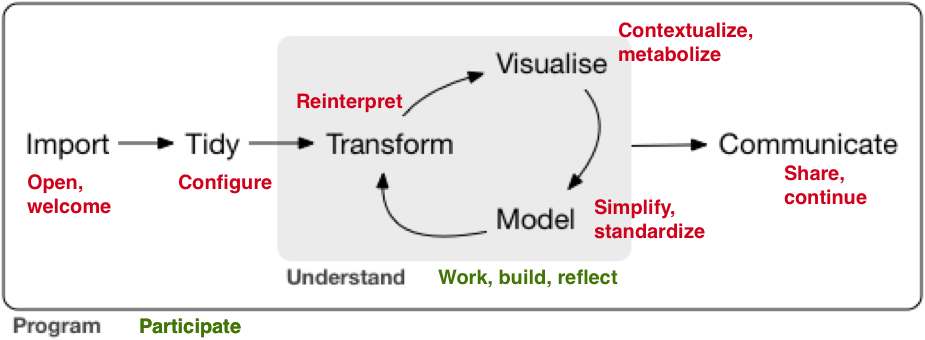 Contextualize,
metabolize
Visualise
Reinterpret
Import
Tidy
Transform
Communicate
Open,
welcome
Configure
Share,
continue
Model
Simplify,
standardize
Understand
Work, build, reflect
Program
Participate